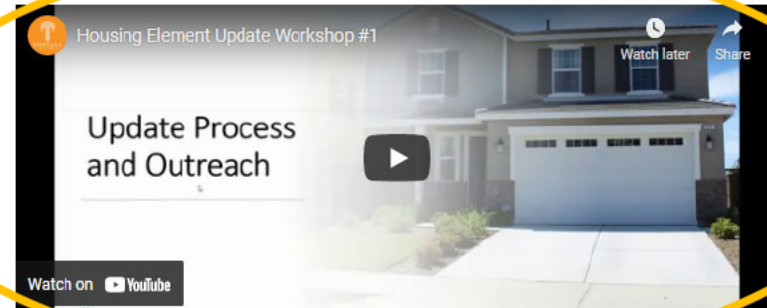 Housing Element Update Workshop #1
Watch later
Share
Update Process
and Outreach
Watch on YouTube